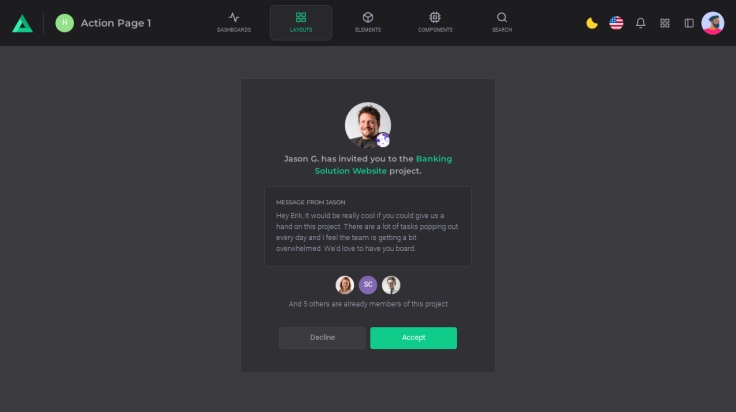 H Action Page 1
DASHBOARDS LAYOUTS ELEMENTS COMPONENTS SEARCH
Jason G. has invited you to the Banking
Solution Website project.
MESSAGE FROM JASON
Hey Erik, it would be really cool if you could give us a
hand on this project. There are a lot of tasks popping out
every day and I feel the team is getting a bit
overwhelmed. We'd love to have you board.
SC
And 5 others are already members of this project
Decline Accept